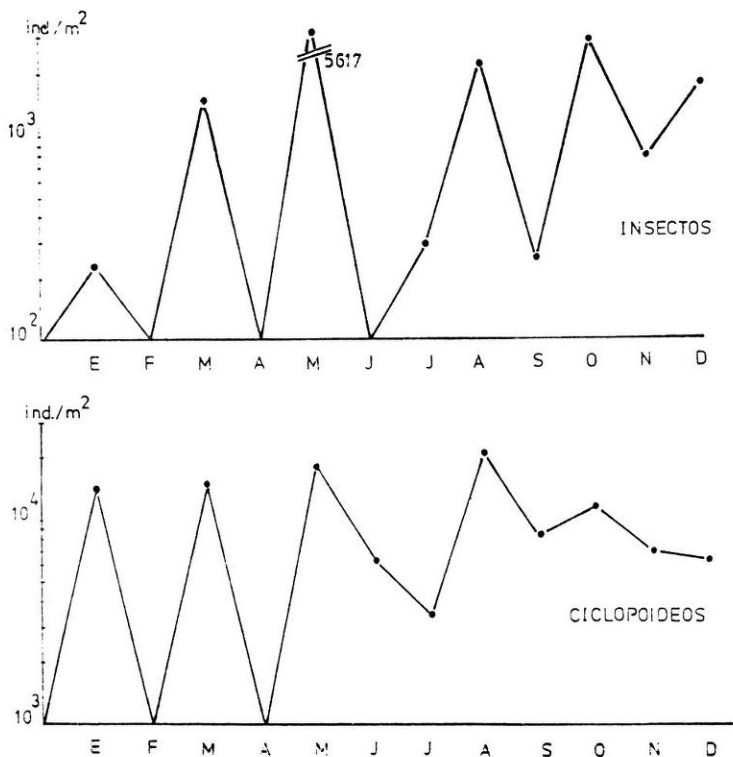 ind./m²
5617
10³
INSECTOS
10²
E F M A M J J A S O N D
ind./m²
10⁴
CICLOPOIDEOS
10³
E F M A M J J A S O N D